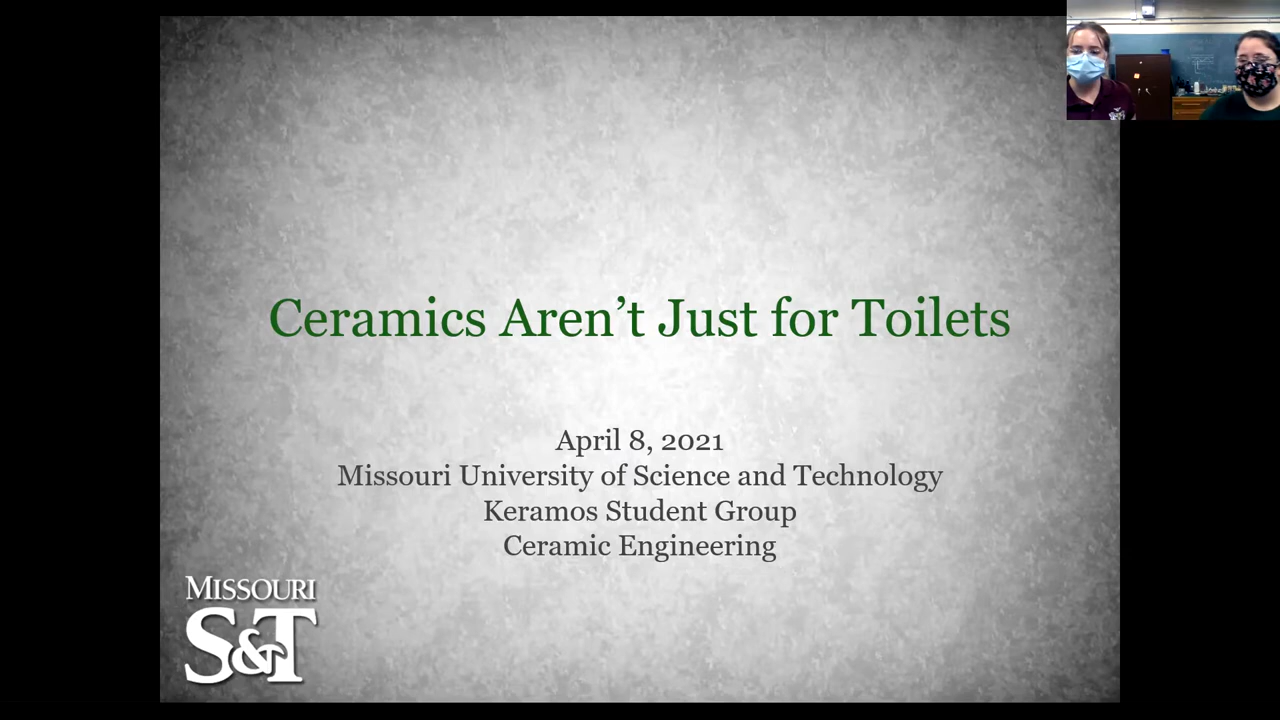 Ceramics Aren’t Just for Toilets
April 8, 2021
Missouri University of Science and Technology
Keramos Student Group
Ceramic Engineering
MISSOURI
S&T